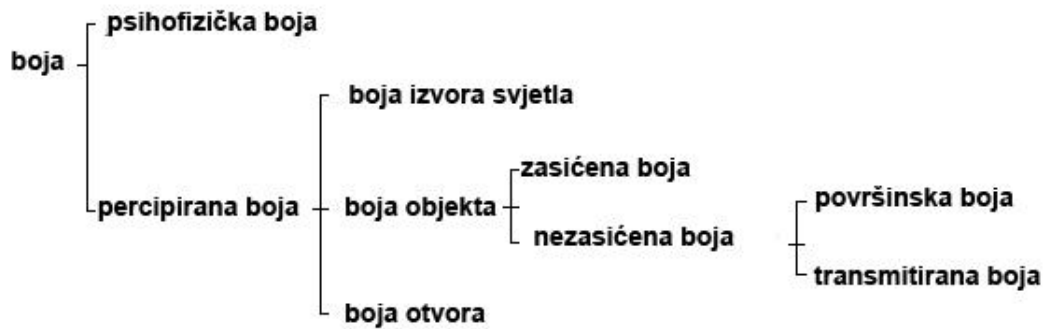 psihofizička boja
boja
boja izvora svjetla
zasićena boja
površinska boja
percipirana boja
boja objekta
nezasićena boja
transmitirana boja
boja otvora